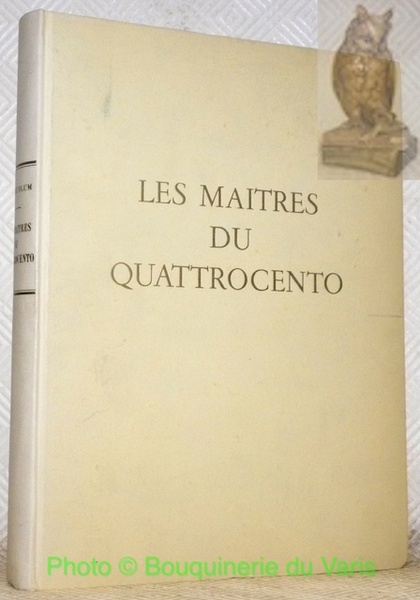 LES MAITRES
DU
QUATTROCENTO
Photo © Bouquinerie du Varis